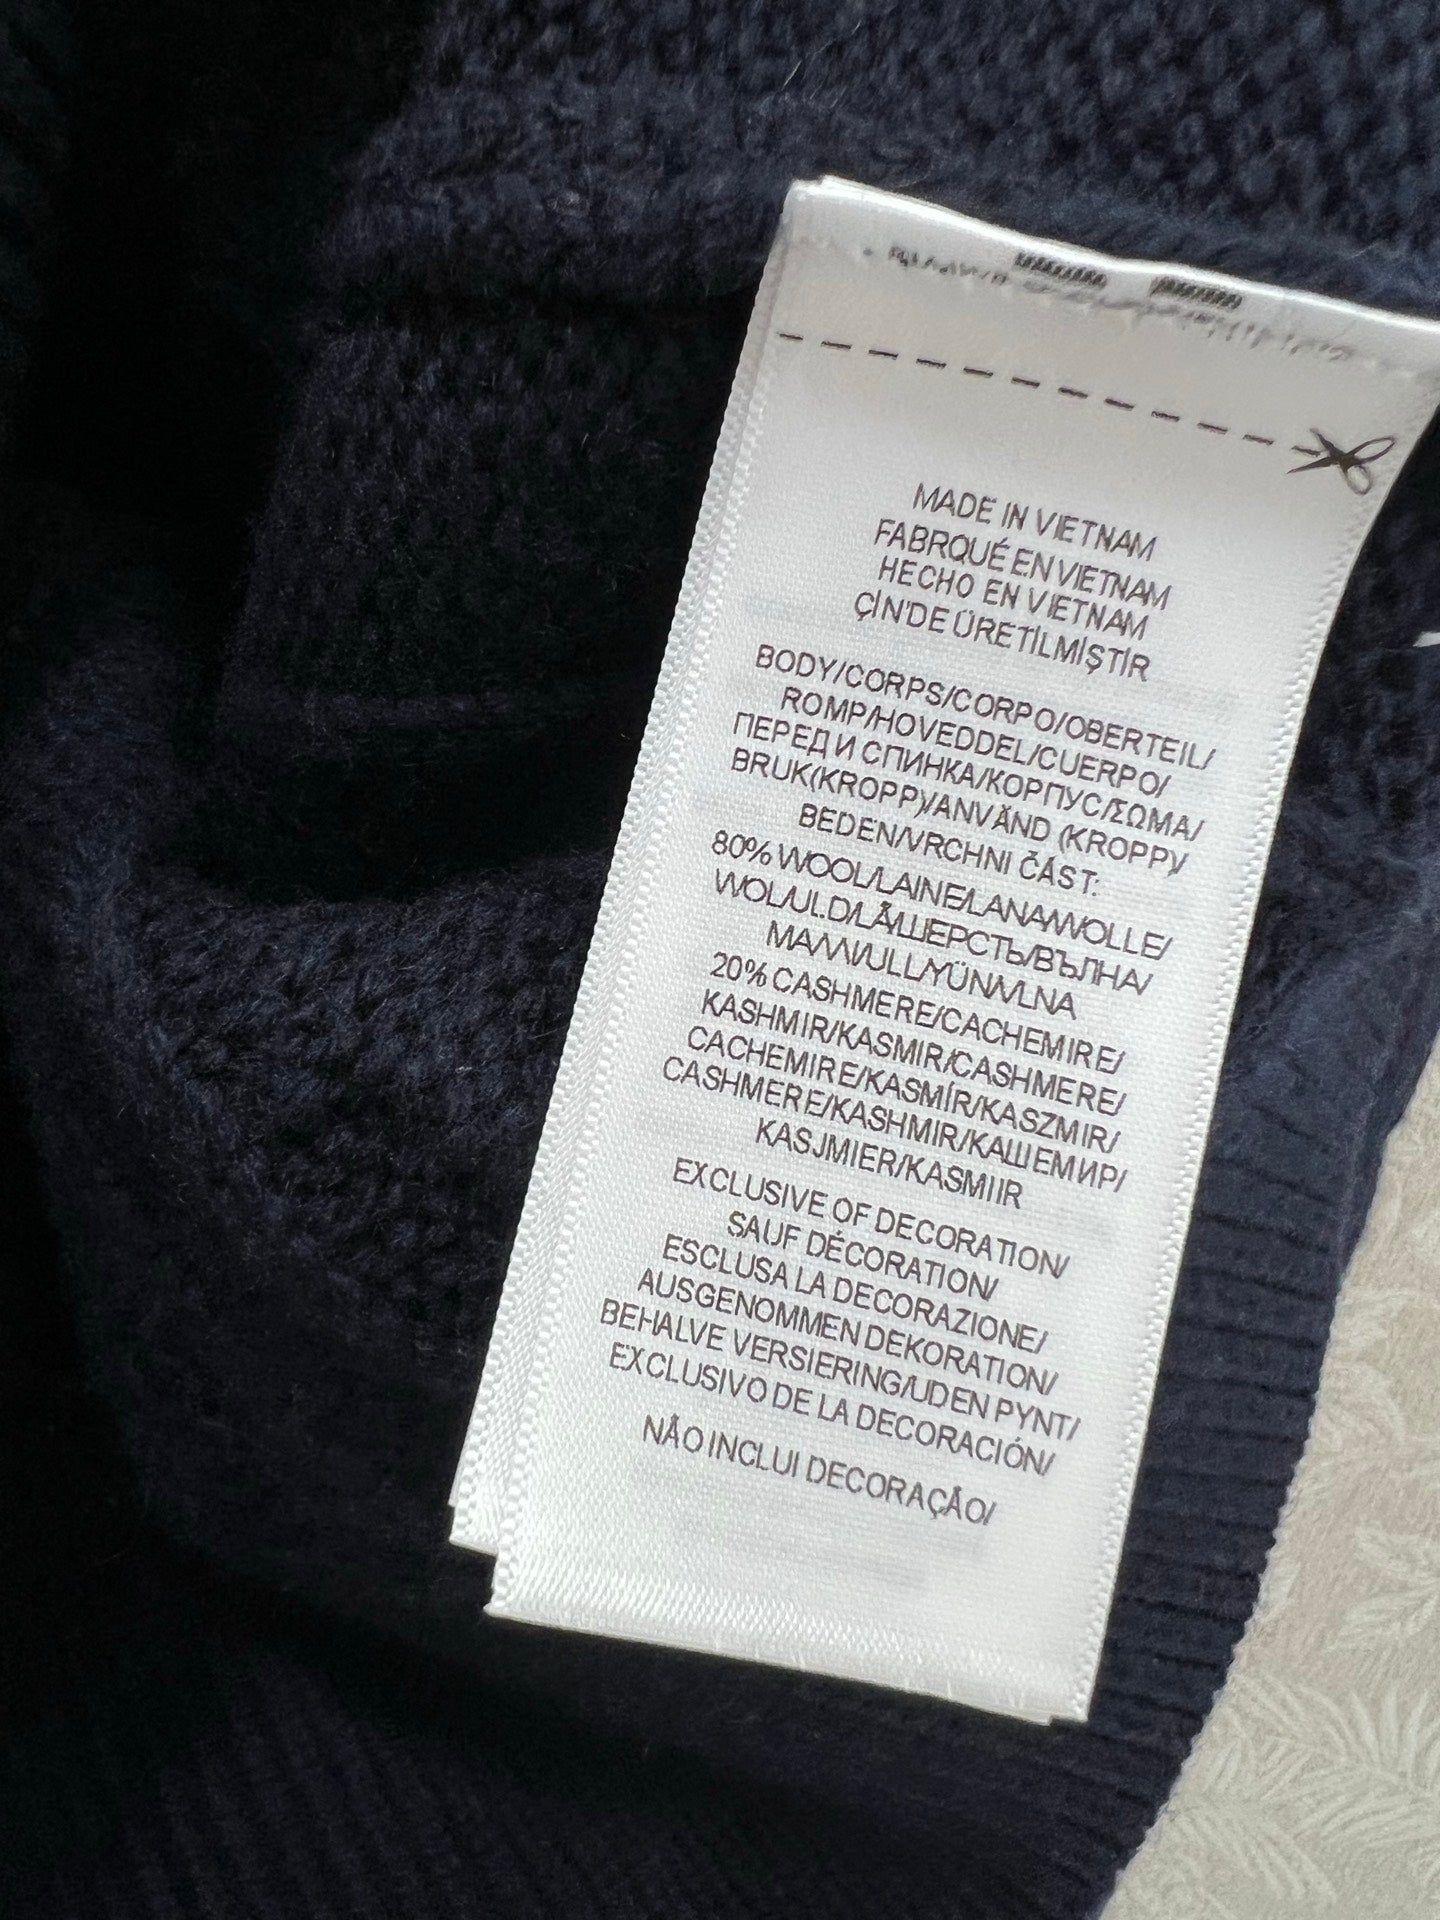 MADE IN VIETNAM
FABRQUÉ EN VIETNAM
HECHO EN VIETNAM
ÇİN'DE ÜRETİLMİŞTİR
BODY/CORPS/CORPO/OBERTEIL/
ROMP/HOVEDDEL/CUERPO/
ПЕРЕД И СПИНКА/КОРПУС/ΣΩΜΑ/
BRUK(KROPP)/ANVÄND (KROPP)/
BEDEN/VRCHNI ČÁST:
80% WOOL/LAINE/LANA/WOLLE/
WOL/ULD/LÃ/ШЕРСТЬ/ВЪЛНА/
ΜΑΛΛΙ/ULL/YÜN/VLNA
20% CASHMERE/CACHEMIRE/
KASHMIR/KASMIR/CASHMERE/
CACHEMIRE/KASMÍR/KASZMIR/
CASHMERE/KASHMIR/КАШЕМИР/
KASJMIER/KASMIIR
EXCLUSIVE OF DECORATION/
SAUF DÉCORATION/
ESCLUSA LA DECORAZIONE/
AUSGENOMMEN DEKORATION/
BEHALVE VERSIERING/UDEN PYNT/
EXCLUSIVO DE LA DECORACIÓN/
NÃO INCLUI DECORAÇÃO/